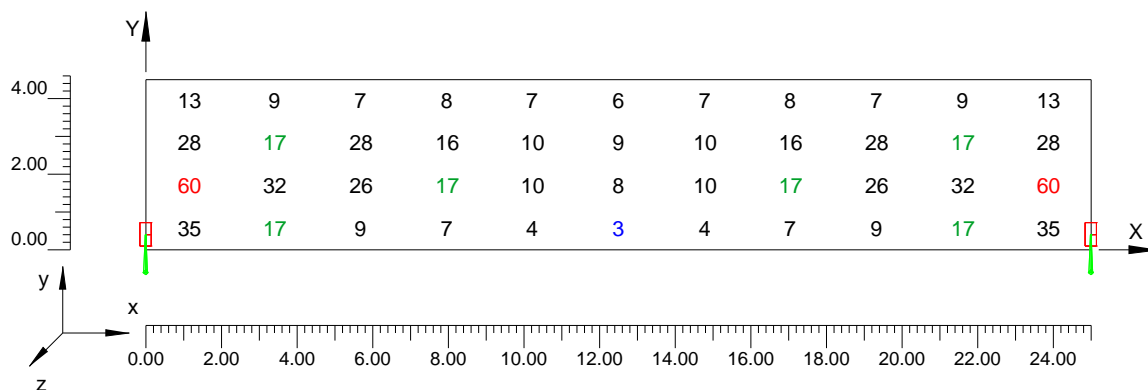 Y
4.00 13 9 7 8 7 6 7 8 7 9 13
28 17 28 16 10 9 10 16 28 17 28
2.00 60 32 26 17 10 8 10 17 26 32 60
0.00 35 17 9 7 4 3 4 7 9 17 35 X
y
x
0.00 2.00 4.00 6.00 8.00 10.00 12.00 14.00 16.00 18.00 20.00 22.00 24.00
z